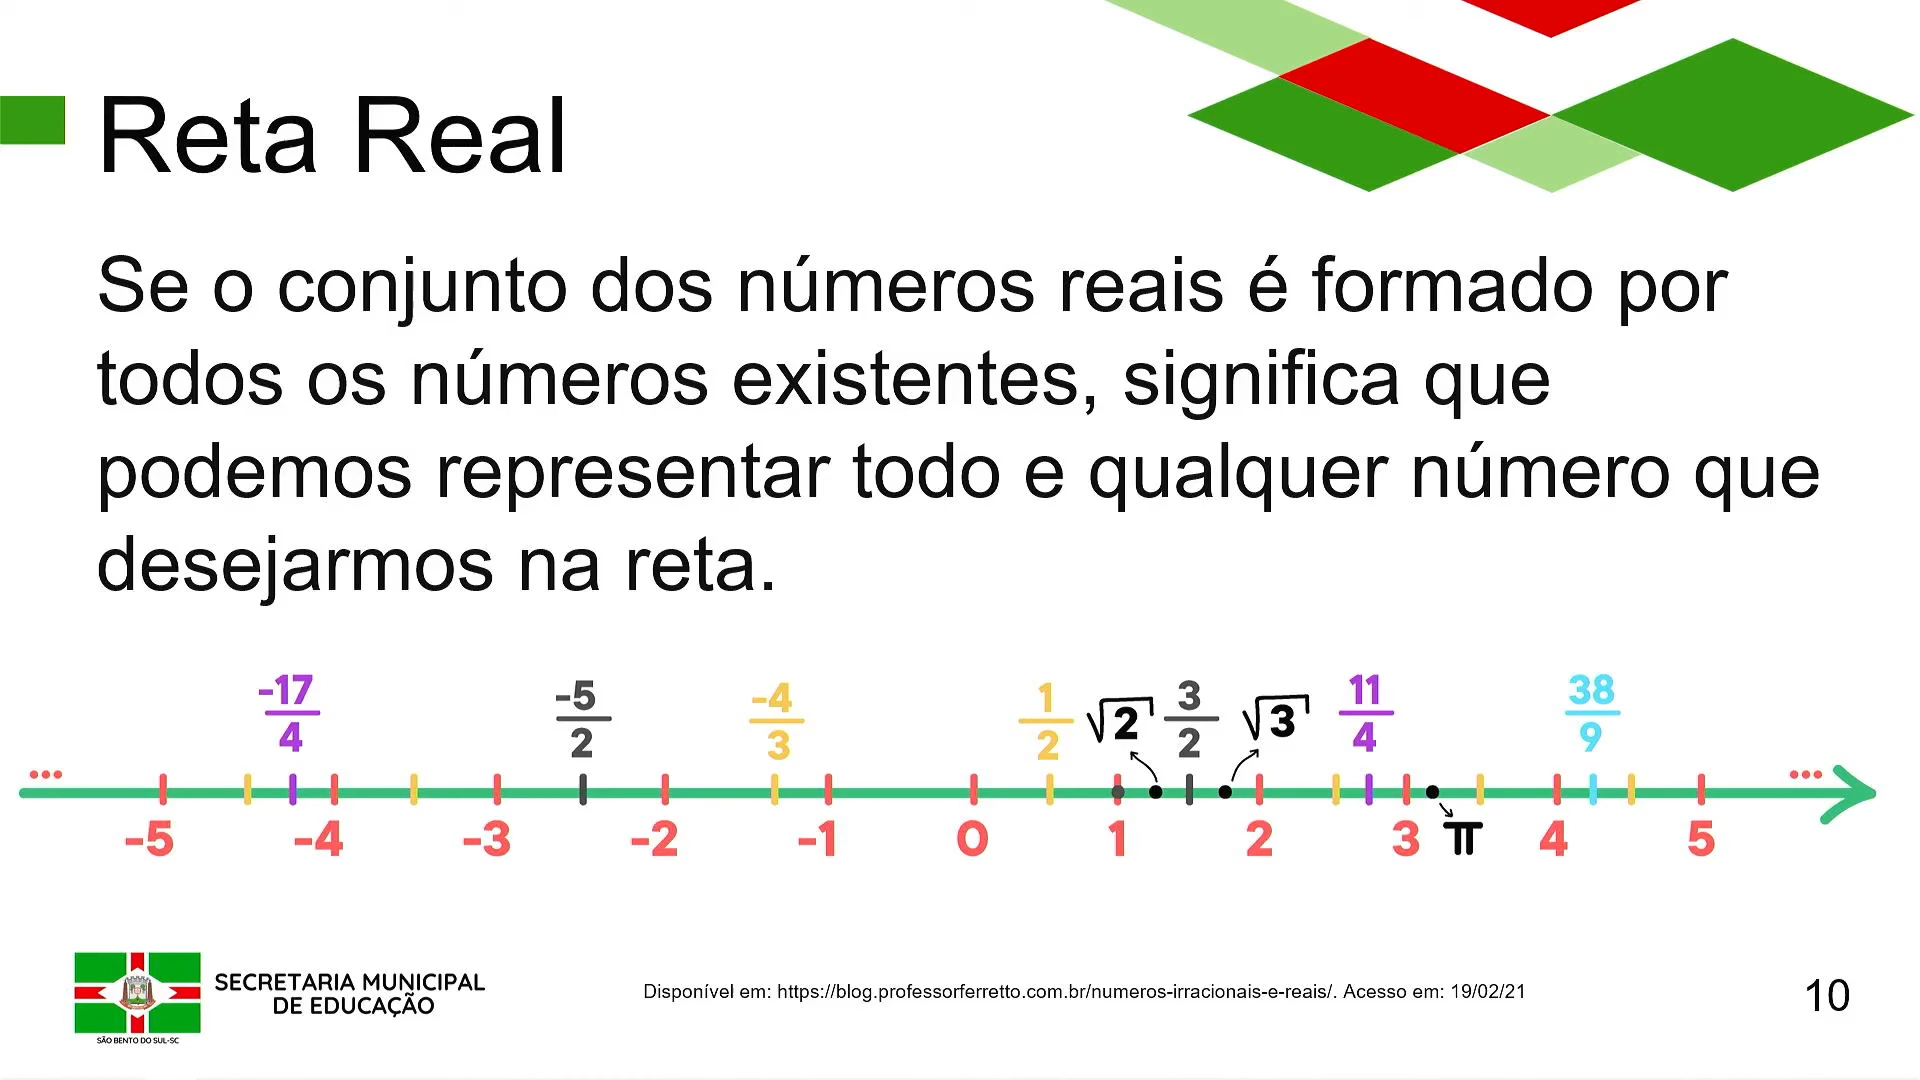 Reta Real
Se o conjunto dos números reais é formado por
todos os números existentes, significa que
podemos representar todo e qualquer número que
desejarmos na reta.
-17/4 -5/2 -4/3 1/2 √2 3/2 √3 11/4 38/9
... ...
-5 -4 -3 -2 -1 0 1 2 3 π 4 5
SECRETARIA MUNICIPAL
DE EDUCAÇÃO
SÃO BENTO DO SUL-SC
Disponível em: https://blog.professorferretto.com.br/numeros-irracionais-e-reais/. Acesso em: 19/02/21
10